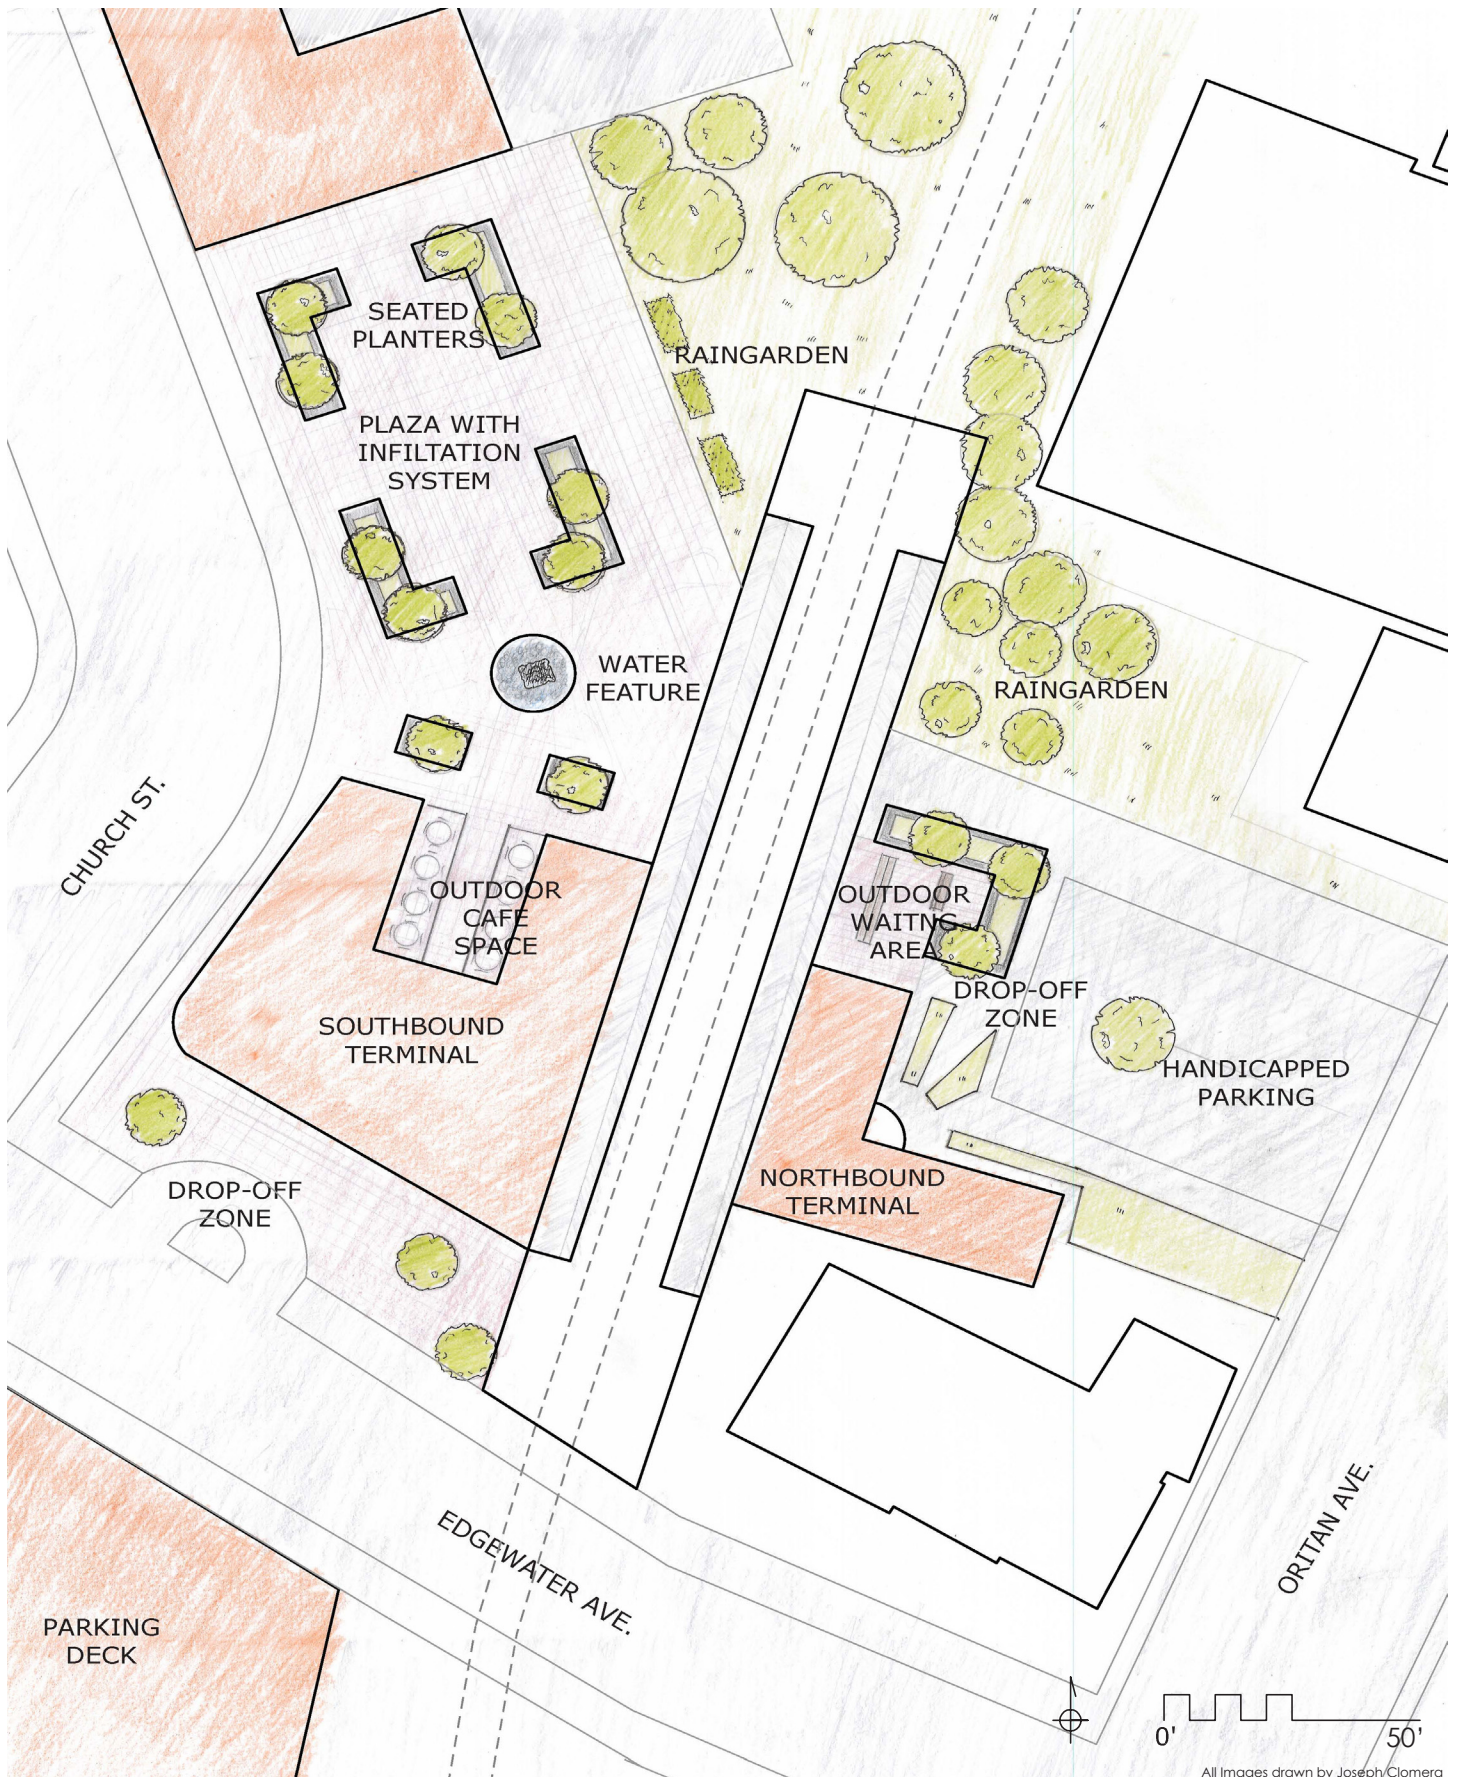 SEATED
PLANTERS
RAINGARDEN
PLAZA WITH
INFILTATION
SYSTEM
WATER
FEATURE
RAINGARDEN
CHURCH ST.
OUTDOOR
CAFE
SPACE
OUTDOOR
WAITNG
AREA
DROP-OFF
ZONE
SOUTHBOUND
TERMINAL
HANDICAPPED
PARKING
NORTHBOUND
TERMINAL
DROP-OFF
ZONE
EDGEWATER AVE.
ORITAN AVE.
PARKING
DECK
0'
50'
All Images drawn by Joseph Clomera